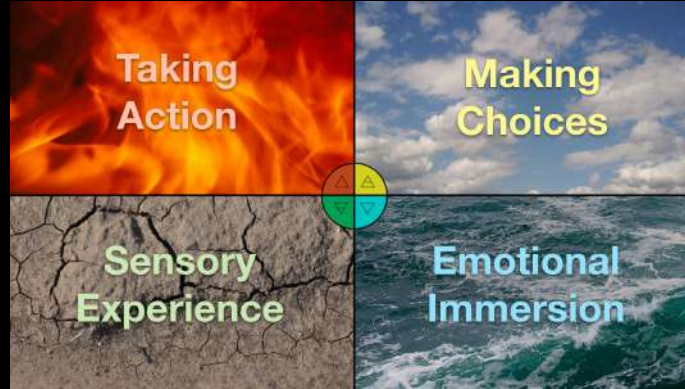 Taking
Action
Making
Choices
Sensory
Experience
Emotional
Immersion